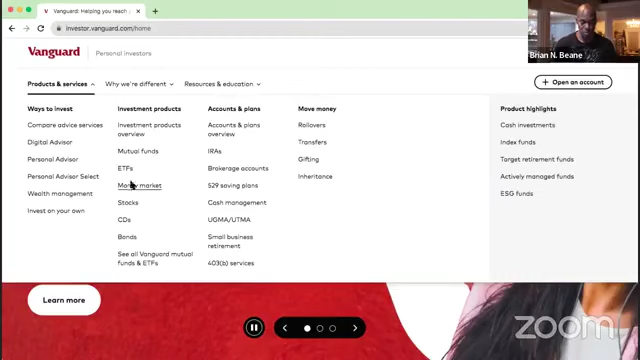 Vanguard: Helping you reach
investor.vanguard.com/home
Brian N. Beane
Vanguard
Personal investors
Products & services
Why we're different
Resources & education
+ Open an account
Ways to invest
Compare advice services
Digital Advisor
Personal Advisor
Personal Advisor Select
Wealth management
Invest on your own
Investment products
Investment products
overview
Mutual funds
ETFs
Money market
Stocks
CDs
Bonds
See all Vanguard mutual
funds & ETFs
Accounts & plans
Accounts & plans
overview
IRAs
Brokerage accounts
529 saving plans
Cash management
UGMA/UTMA
Small business
retirement
403(b) services
Move money
Rollovers
Transfers
Gifting
Inheritance
Product highlights
Cash investments
Index funds
Target retirement funds
Actively managed funds
ESG funds
Learn more
zoom